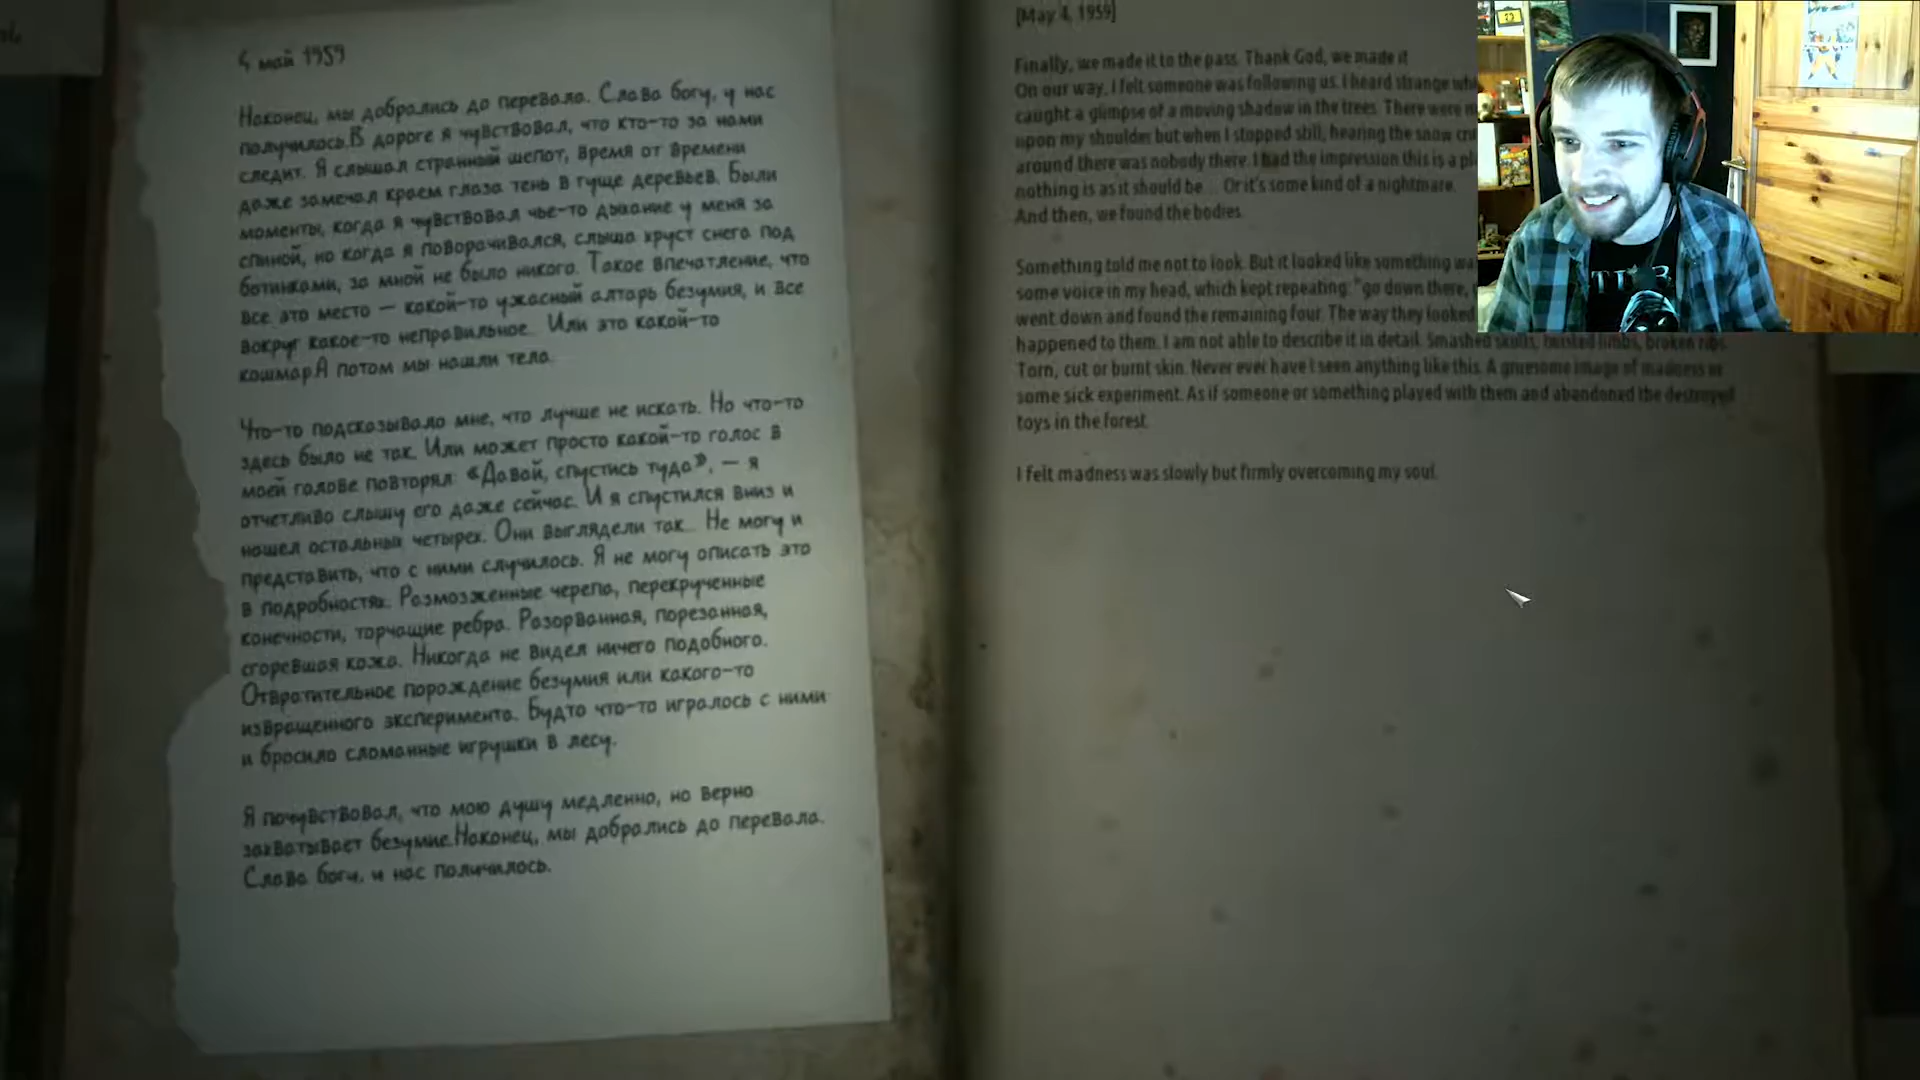 4 май 1959
Наконец, мы добрались до перевала. Слава богу, у нас
получилось.В дороге я чувствовал, что кто-то за нами
следит. Я слышал странный шепот, время от времени
даже замечал краем глаза тень в гуще деревьев. Были
моменты, когда я чувствовал чье-то дыхание у меня за
спиной, но когда я поворачивался, слыша хруст снега под
ботинками, за мной не было никого. Такое впечатление, что
все это место — какой-то ужасный алтарь безумия, и все
вокруг какое-то неправильное... Или это какой-то
кошмар.А потом мы нашли тела.
Что-то подсказывало мне, что лучше не искать. Но что-то
здесь было не так. Или может просто какой-то голос в
моей голове повторял: «Давай, спустись туда», — я
отчетливо слышу его даже сейчас. И я спустился вниз и
нашел остальных четырех. Они выглядели так... Не могу и
представить, что с ними случилось. Я не могу описать это
в подробностях. Размозженные черепа, перекрученные
конечности, торчащие ребра. Разорванная, порезанная,
сгоревшая кожа. Никогда не видел ничего подобного.
Отвратительное порождение безумия или какого-то
извращенного эксперимента. Будто что-то игралось с ними
и бросило сломанные игрушки в лесу.
Я почувствовал, что мою душу медленно, но верно
захватывает безумие.Наконец, мы добрались до перевала.
Слава богу, у нас получилось.
[May 4, 1959]
Finally, we made it to the pass. Thank God, we made it
On our way, I felt someone was following us. I heard strange
caught a glimpse of a moving shadow in the trees. There were
upon my shoulder but when I stopped still, hearing the snow
around there was nobody there. I had the impression this is a
nothing is as it should be... Or it's some kind of a nightmare.
And then, we found the bodies.
Something told me not to look. But it looked like something
some voice in my head, which kept repeating: "go down there,
went down and found the remaining four. The way they looked
happened to them. I am not able to describe it in detail. Smashed skulls, twisted limbs, broken ribs.
Torn, cut or burnt skin. Never ever have I seen anything like this. A gruesome image of madness or
some sick experiment. As if someone or something played with them and abandoned the destroyed
toys in the forest.
I felt madness was slowly but firmly overcoming my soul.